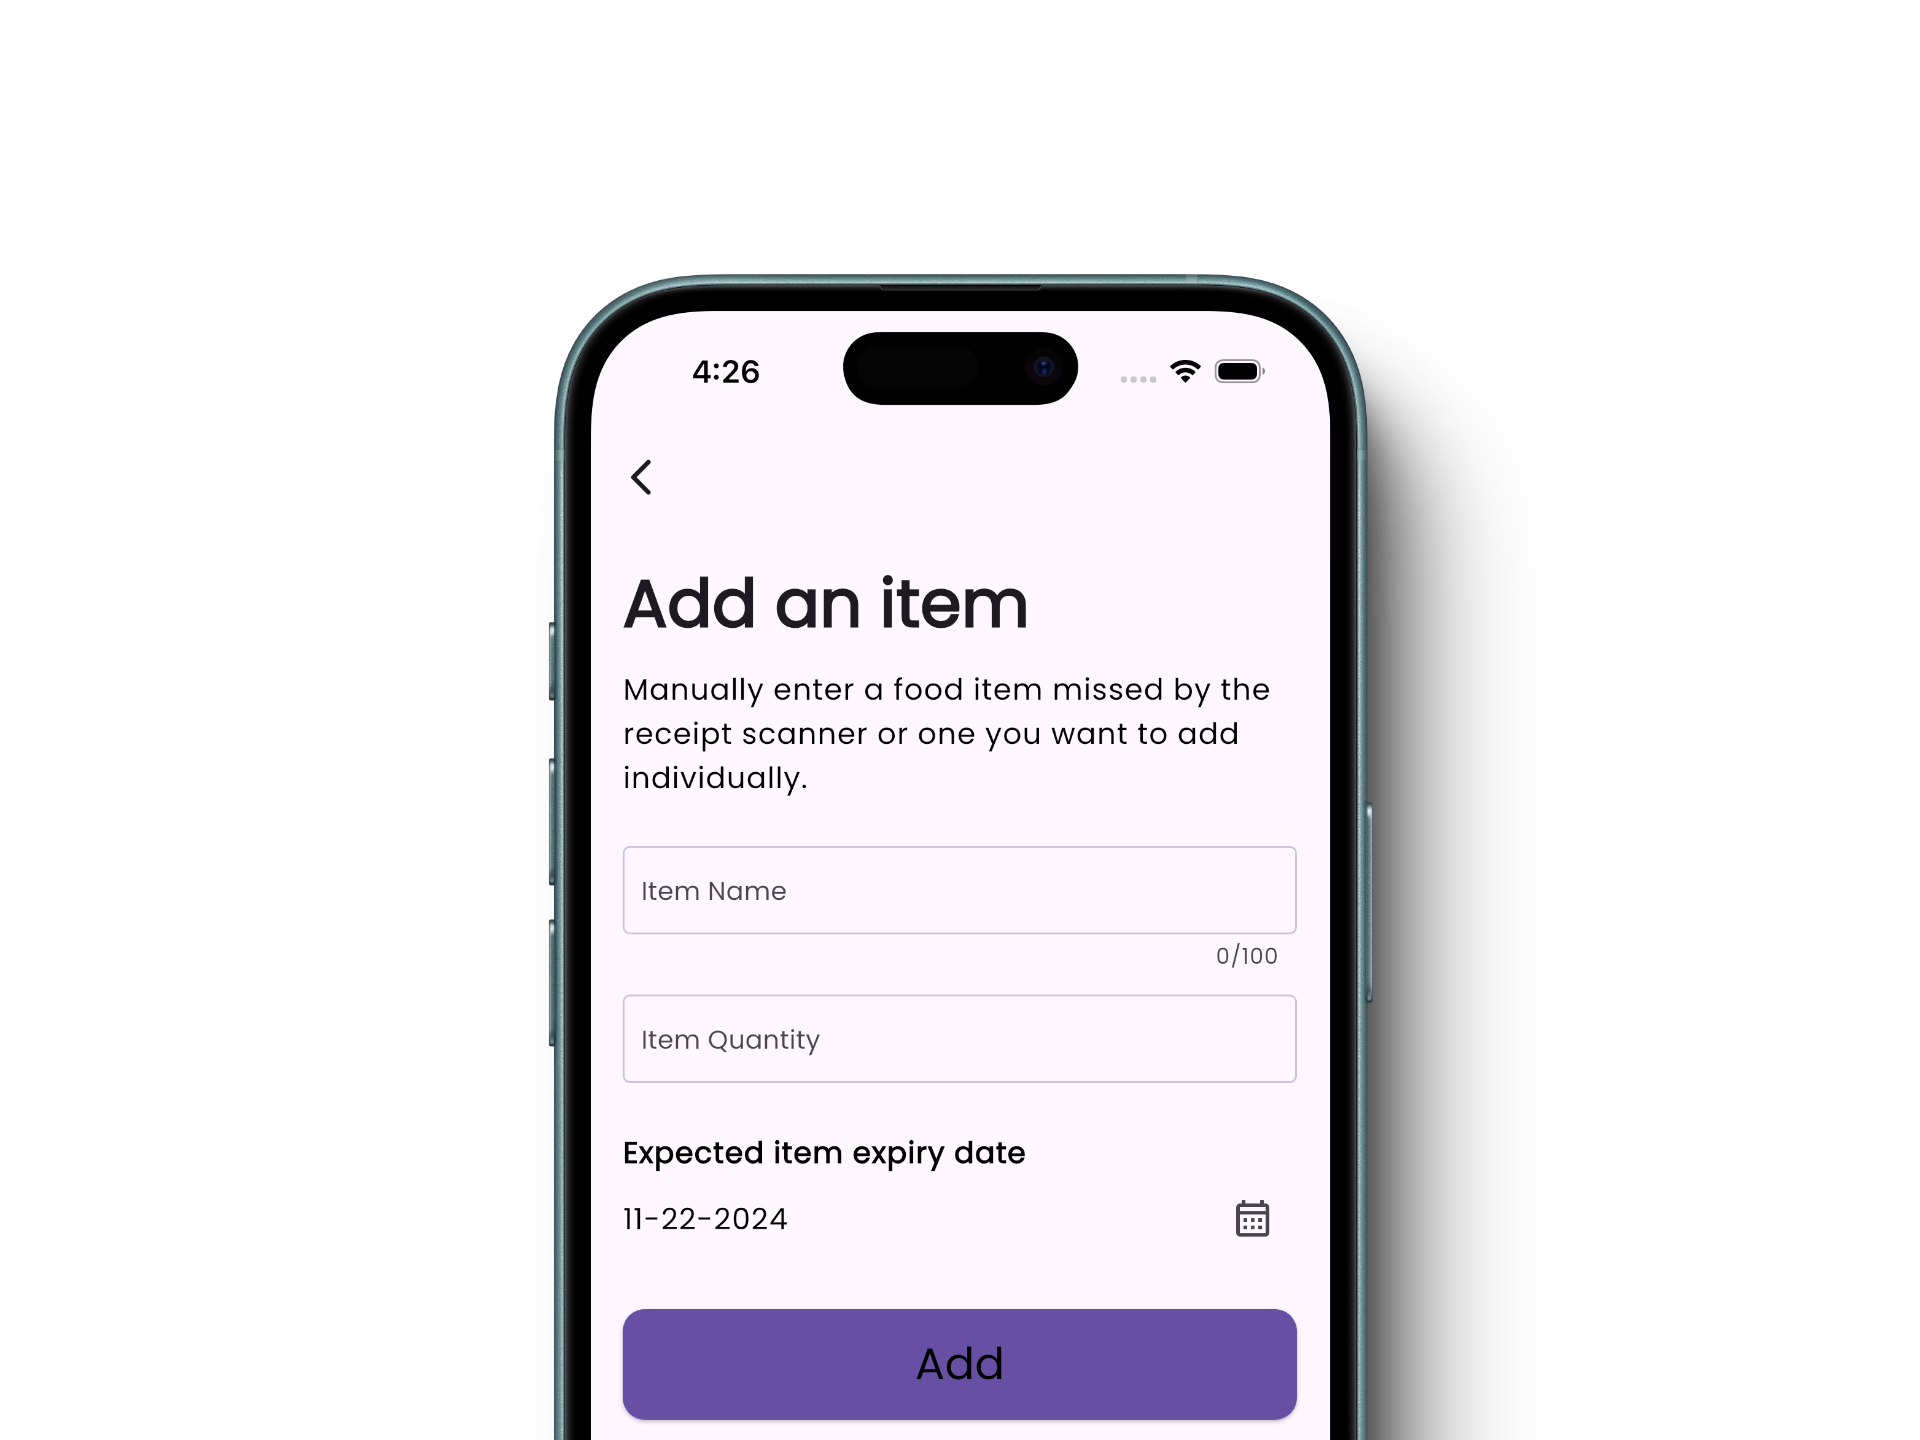 4:26
Add an item
Manually enter a food item missed by the
receipt scanner or one you want to add
individually.
Item Name
0/100
Item Quantity
Expected item expiry date
11-22-2024
Add